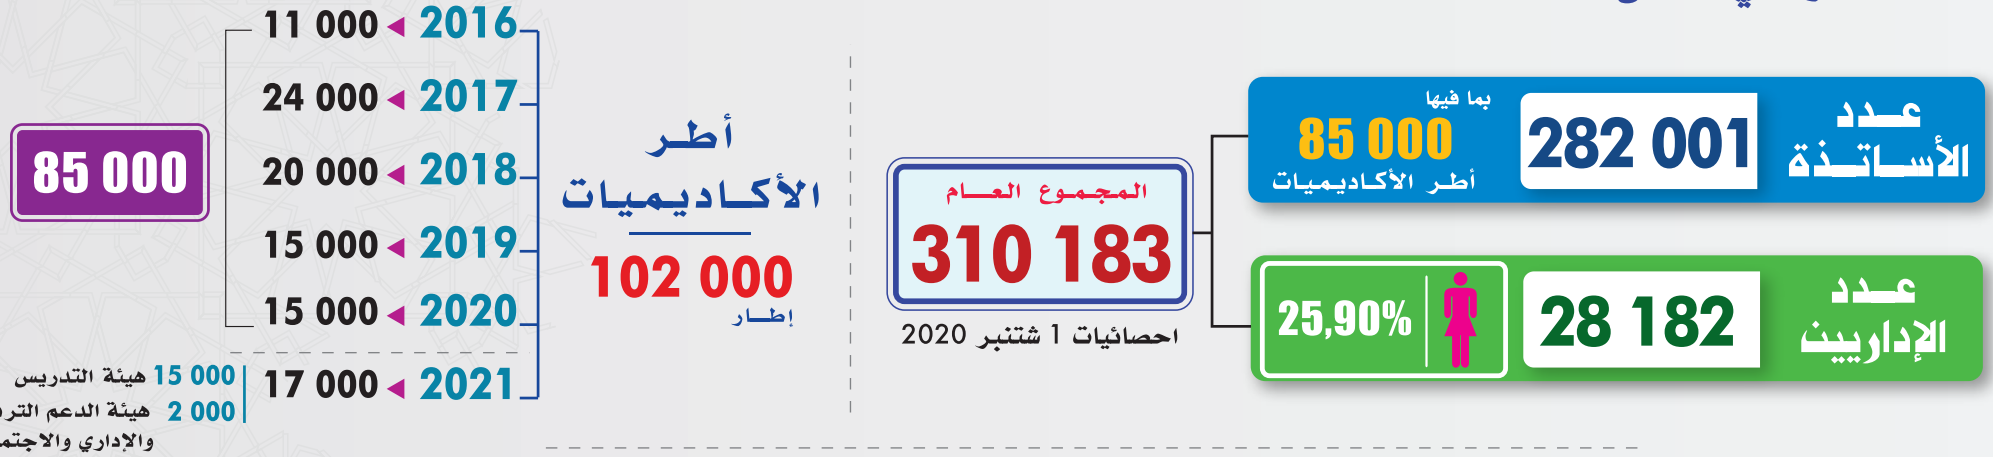 عدد
الأساتذة
282 001
بما فيها
85 000
أطر الأكاديميات
عدد
الإداريين
28 182
25,90%
المجموع العام
310 183
احصائيات 1 شتنبر 2020
أطر
الأكاديميات
102 000
إطار
2016 11 000
2017 24 000
2018 20 000
2019 15 000
2020 15 000
85 000
2021 17 000
15 000 هيئة التدريس
2 000 هيئة الدعم
والإداري